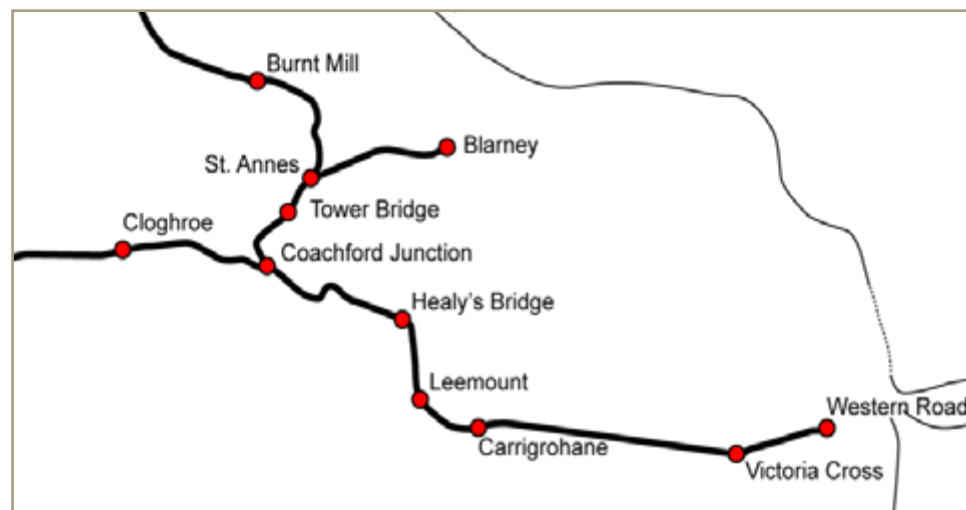 Burnt Mill
Blarney
St. Annes
Tower Bridge
Cloghroe
Coachford Junction
Healy's Bridge
Leemount
Western Road
Carrigrohane
Victoria Cross